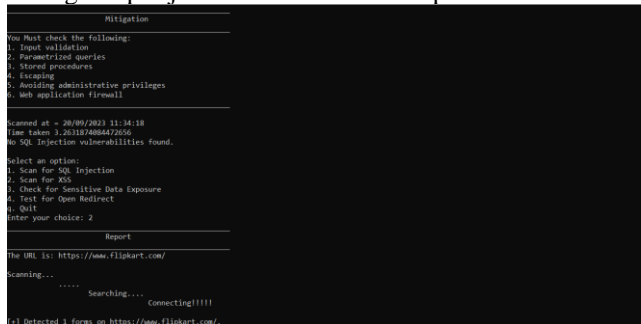 Mitigation
You Must check the following:
1. Input validation
2. Parametrized queries
3. Stored procedures
4. Escaping
5. Avoiding administrative privileges
6. Web application firewall
Scanned at = 20/09/2023 11:34:18
Time taken 3.2631874084472656
No SQL Injection vulnerabilities found.
Select an option:
1. Scan for SQL Injection
2. Scan for XSS
3. Check for Sensitive Data Exposure
4. Test for Open Redirect
q. Quit
Enter your choice: 2
Report
The URL is: https://www.flipkart.com/
Scanning...
.....
Searching....
Connecting!!!!!
[+] Detected 1 forms on https://www.flipkart.com/.